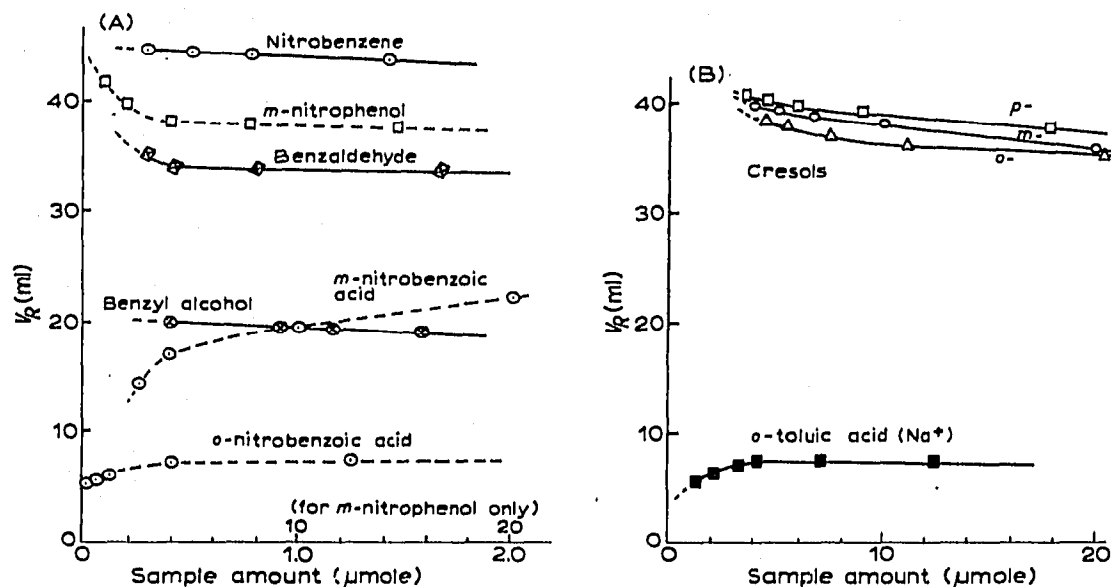 (A)
Nitrobenzene
m-nitrophenol
Benzaldehyde
Benzyl alcohol
m-nitrobenzoic
acid
o-nitrobenzoic acid
(for m-nitrophenol only)
10
20
40
30
20
10
0
V_R (ml)
0
1.0
2.0
Sample amount (μmole)
(B)
p-
m-
o-
Cresols
o-toluic acid (Na⁺)
40
30
20
10
0
V_R (ml)
0
10
20
Sample amount (μmole)